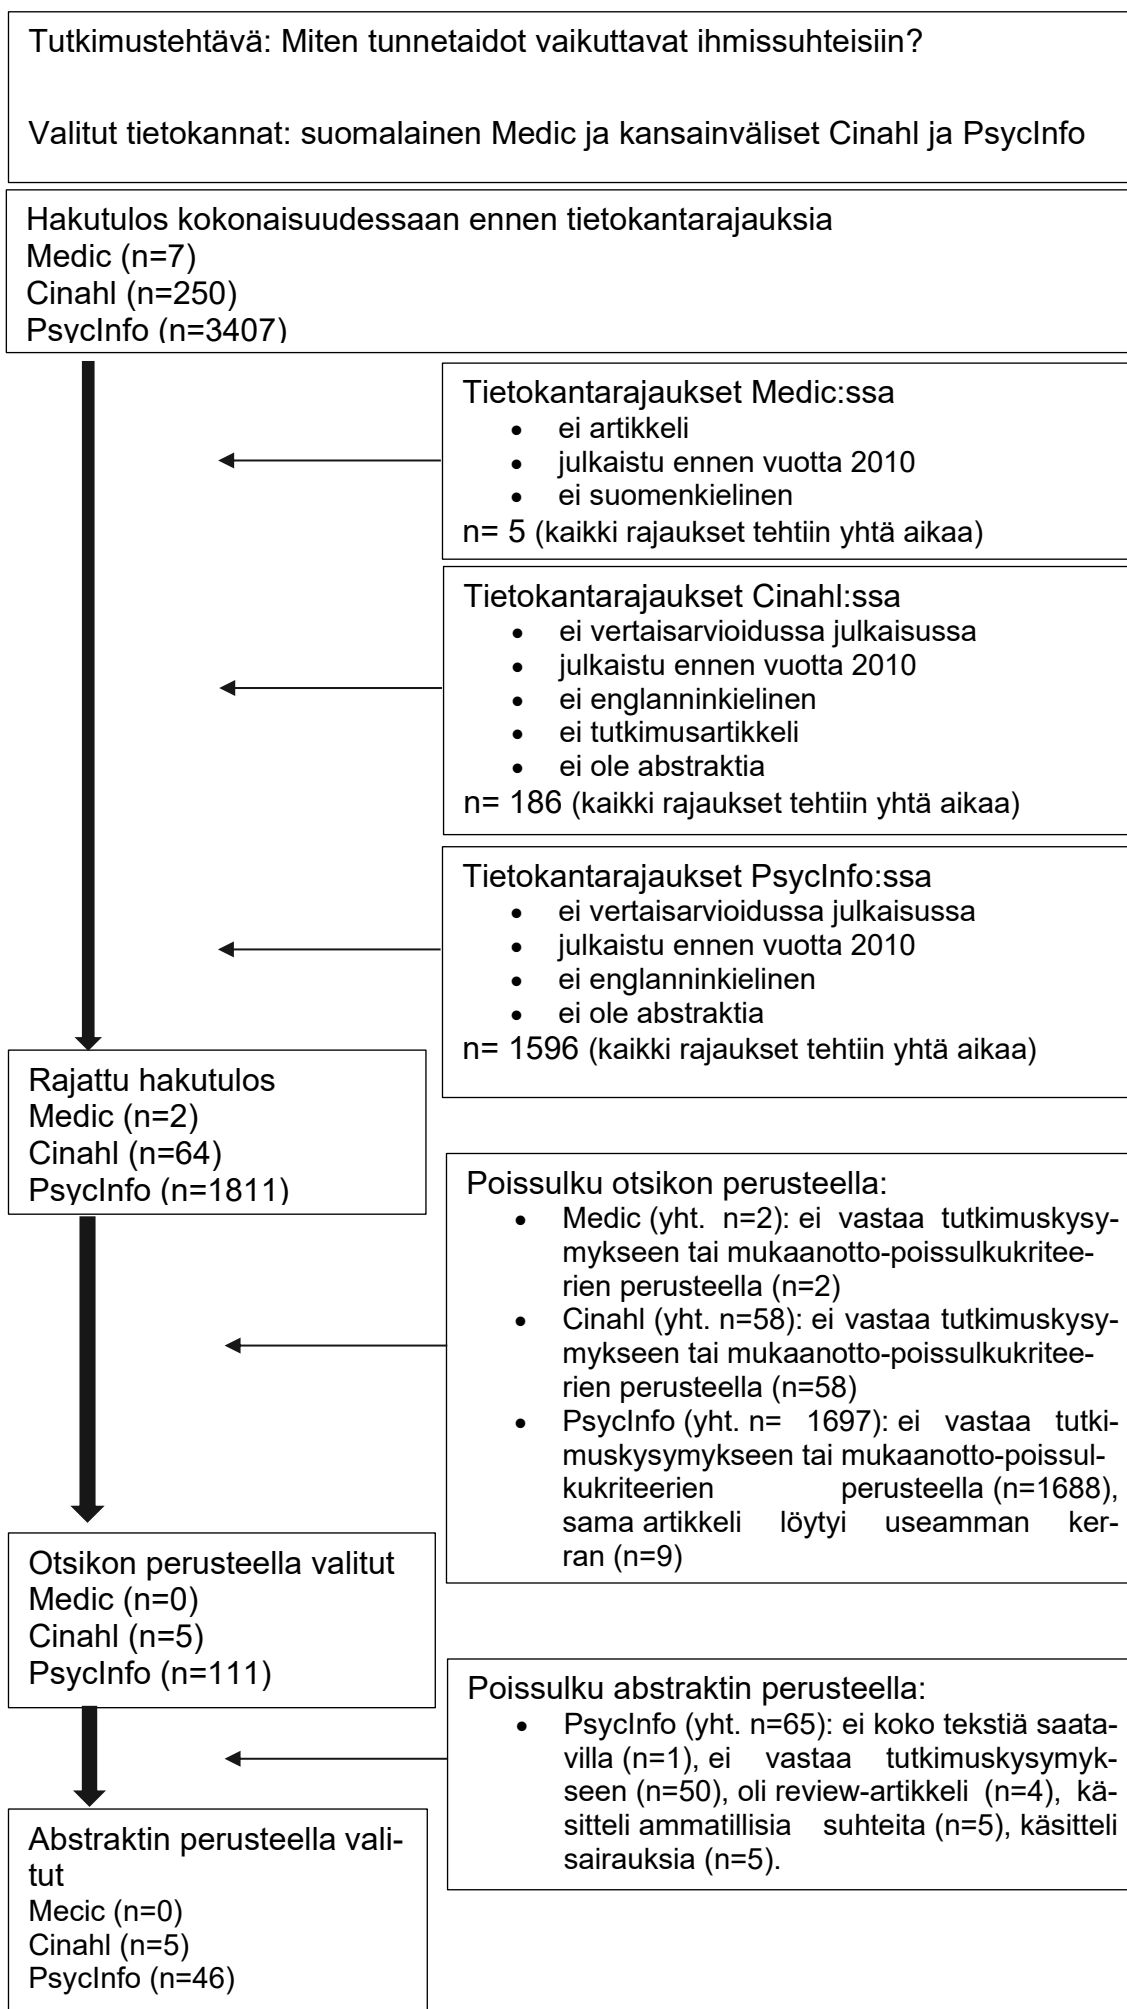 Tutkimustehtävä: Miten tunnetaidot vaikuttavat ihmissuhteisiin?
Valitut tietokannat: suomalainen Medic ja kansainväliset Cinahl ja PsycInfo
Hakutulos kokonaisuudessaan ennen tietokantarajauksia
Medic (n=7)
Cinahl (n=250)
PsycInfo (n=3407)
Tietokantarajaukset Medic:ssa
• ei artikkeli
• julkaistu ennen vuotta 2010
• ei suomenkielinen
n= 5 (kaikki rajaukset tehtiin yhtä aikaa)
Tietokantarajaukset Cinahl:ssa
• ei vertaisarvioidussa julkaisussa
• julkaistu ennen vuotta 2010
• ei englanninkielinen
• ei tutkimusartikkeli
• ei ole abstraktia
n= 186 (kaikki rajaukset tehtiin yhtä aikaa)
Tietokantarajaukset PsycInfo:ssa
• ei vertaisarvioidussa julkaisussa
• julkaistu ennen vuotta 2010
• ei englanninkielinen
• ei ole abstraktia
n= 1596 (kaikki rajaukset tehtiin yhtä aikaa)
Rajattu hakutulos
Medic (n=2)
Cinahl (n=64)
PsycInfo (n=1811)
Poissulku otsikon perusteella:
• Medic (yht. n=2): ei vastaa tutkimuskysy-
mykseen tai mukaanotto-poissulkukritee-
rien perusteella (n=2)
• Cinahl (yht. n=58): ei vastaa tutkimuskysy-
mykseen tai mukaanotto-poissulkukritee-
rien perusteella (n=58)
• PsycInfo (yht. n= 1697): ei vastaa tutki-
muskysymykseen tai mukaanotto-poissul-
kukriteerien perusteella (n=1688),
sama artikkeli löytyi useamman ker-
ran (n=9)
Otsikon perusteella valitut
Medic (n=0)
Cinahl (n=5)
PsycInfo (n=111)
Poissulku abstraktin perusteella:
• PsycInfo (yht. n=65): ei koko tekstiä saata-
villa (n=1), ei vastaa tutkimuskysymyk-
seen (n=50), oli review-artikkeli (n=4), kä-
sitteli ammatillisia suhteita (n=5), käsitteli
sairauksia (n=5).
Abstraktin perusteella vali-
tut
Mecic (n=0)
Cinahl (n=5)
PsycInfo (n=46)